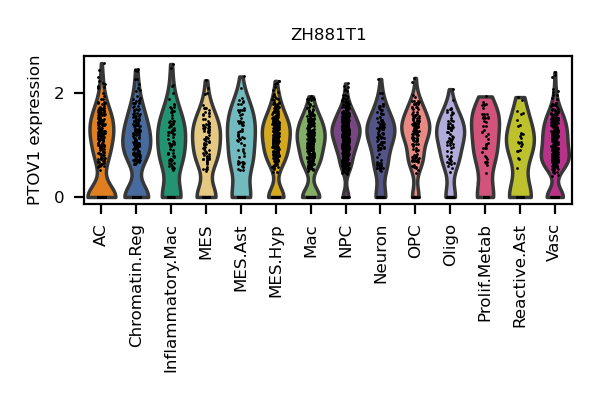 ZH881T1
PTOV1 expression
2
0
AC
Chromatin.Reg
Inflammatory.Mac
MES
MES.Ast
MES.Hyp
Mac
NPC
Neuron
OPC
Oligo
Prolif.Metab
Reactive.Ast
Vasc